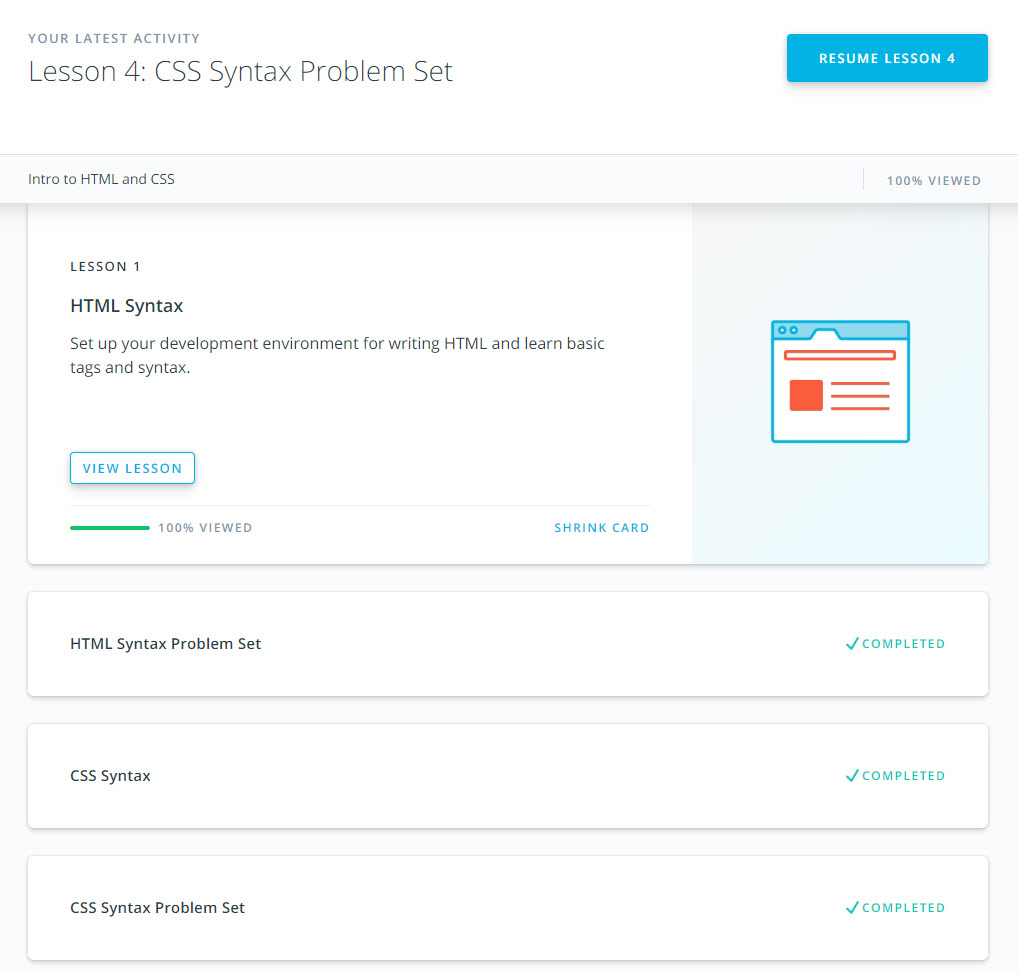 YOUR LATEST ACTIVITY
Lesson 4: CSS Syntax Problem Set
RESUME LESSON 4
Intro to HTML and CSS
100% VIEWED
LESSON 1
HTML Syntax
Set up your development environment for writing HTML and learn basic
tags and syntax.
VIEW LESSON
100% VIEWED
SHRINK CARD
HTML Syntax Problem Set
COMPLETED
CSS Syntax
COMPLETED
CSS Syntax Problem Set
COMPLETED